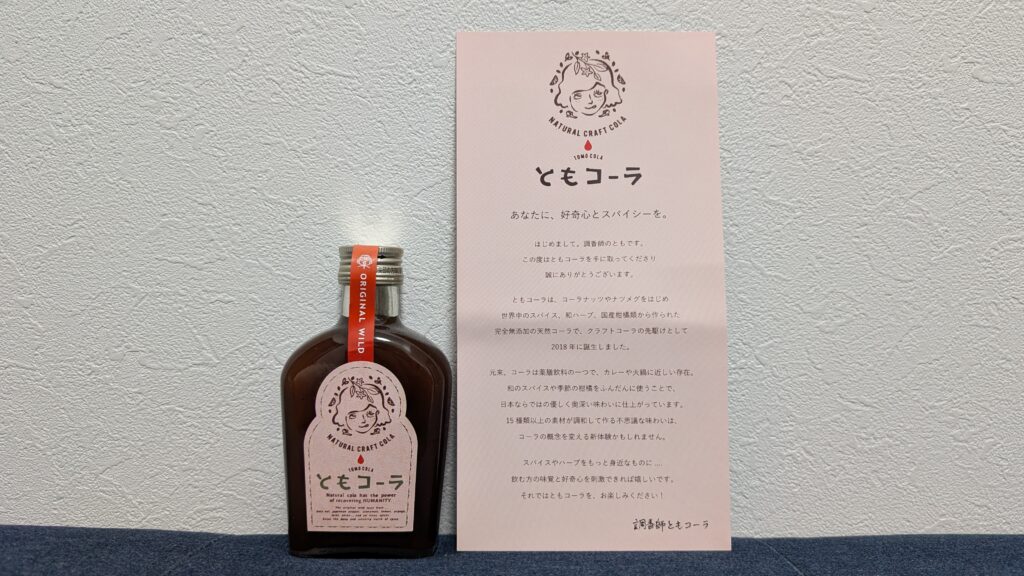 ORIGINAL WILD
NATURAL CRAFT COLA
TOMO COLA
ともコーラ
Natural cola has the power
of recovering HUMANITY.
NATURAL CRAFT COLA
TOMO COLA
ともコーラ
あなたに、好奇心とスパイシーを。
はじめまして。調香師のともです。
この度はともコーラを手に取ってくださり
誠にありがとうございます。
ともコーラは、コーラナッツやナツメグをはじめ
世界中のスパイス、和ハーブ、国産柑橘類から作られた
完全無添加の天然コーラで、クラフトコーラの先駆けとして
2018年に誕生しました。
元来、コーラは薬膳飲料の一つで、カレーや火鍋に近しい存在。
和のスパイスや季節の柑橘をふんだんに使うことで、
日本ならではの優しく奥深い味わいに仕上がっています。
15種類以上の素材が調和して作る不思議な味わいは、
コーラの概念を変える新体験かもしれません。
スパイスやハーブをもっと身近なものに....
飲む方の味覚と好奇心を刺激できれば嬉しいです。
それではともコーラを、お楽しみください！
調香師ともコーラ